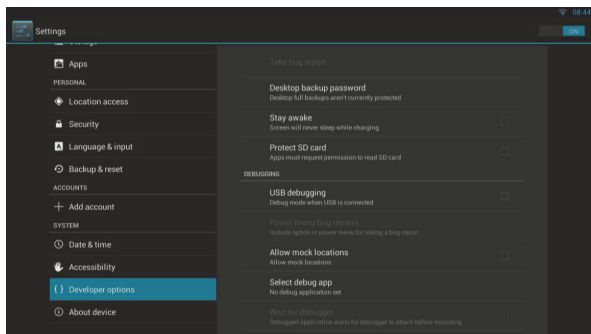 08:44
Settings
ON
Storage
Apps
PERSONAL
Location access
Security
Language & input
Backup & reset
ACCOUNTS
Add account
SYSTEM
Date & time
Accessibility
{ } Developer options
About device
Take bug report
Desktop backup password
Desktop full backups aren't currently protected
Stay awake
Screen will never sleep while charging
Protect SD card
Apps must request permission to read SD card
DEBUGGING
USB debugging
Debug mode when USB is connected
Power menu bug reports
Include option in power menu for taking a bug report
Allow mock locations
Allow mock locations
Select debug app
No debug application set
Wait for debugger
Debugged application waits for debugger to attach before executing